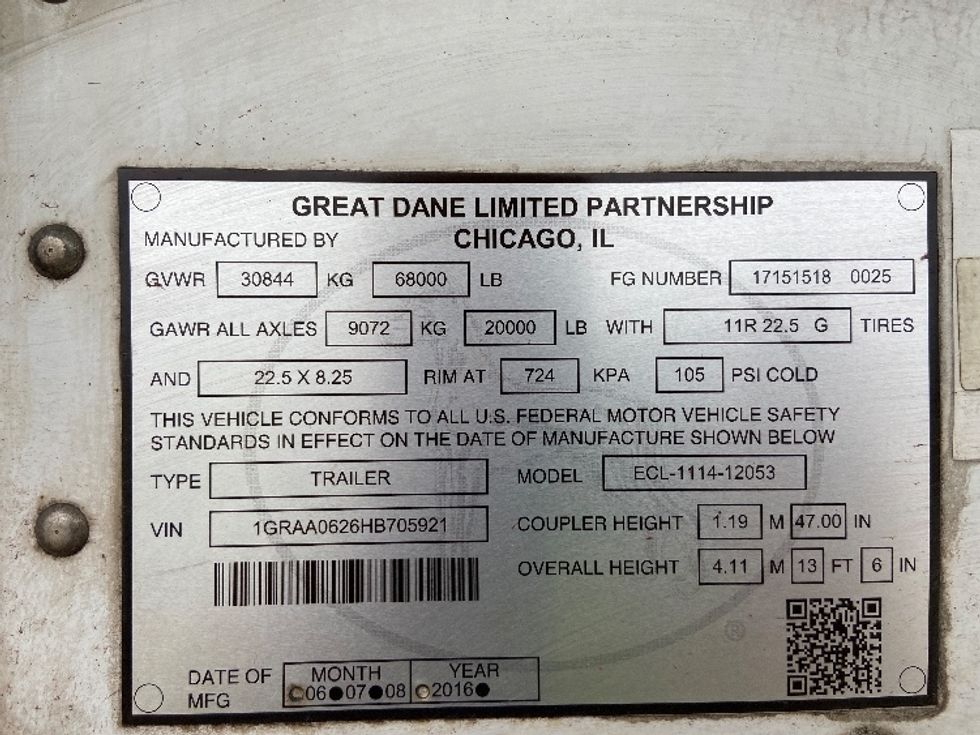 GREAT DANE LIMITED PARTNERSHIP
MANUFACTURED BY CHICAGO, IL
GVWR 30844 KG 68000 LB FG NUMBER 17151518 0025
GAWR ALL AXLES 9072 KG 20000 LB WITH 11R 22.5 G TIRES
AND 22.5 X 8.25 RIM AT 724 KPA 105 PSI COLD
THIS VEHICLE CONFORMS TO ALL U.S. FEDERAL MOTOR VEHICLE SAFETY
STANDARDS IN EFFECT ON THE DATE OF MANUFACTURE SHOWN BELOW
TYPE TRAILER MODEL ECL-1114-12053
VIN 1GRAA0626HB705921 COUPLER HEIGHT 1.19 M 47.00 IN
OVERALL HEIGHT 4.11 M 13 FT 6 IN
®
DATE OF MFG MONTH YEAR
06 07 08 2016